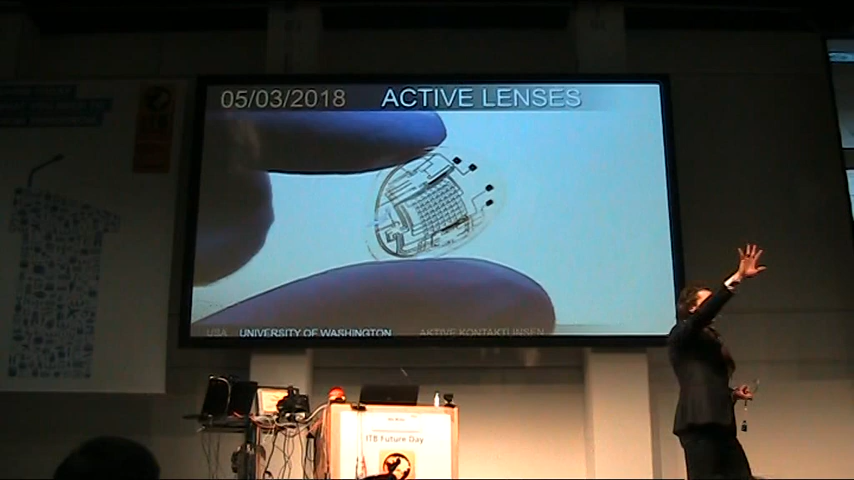 05/03/2018 ACTIVE LENSES
USA UNIVERSITY OF WASHINGTON AKTIVE KONTAKTLINSEN
ITB Future Day